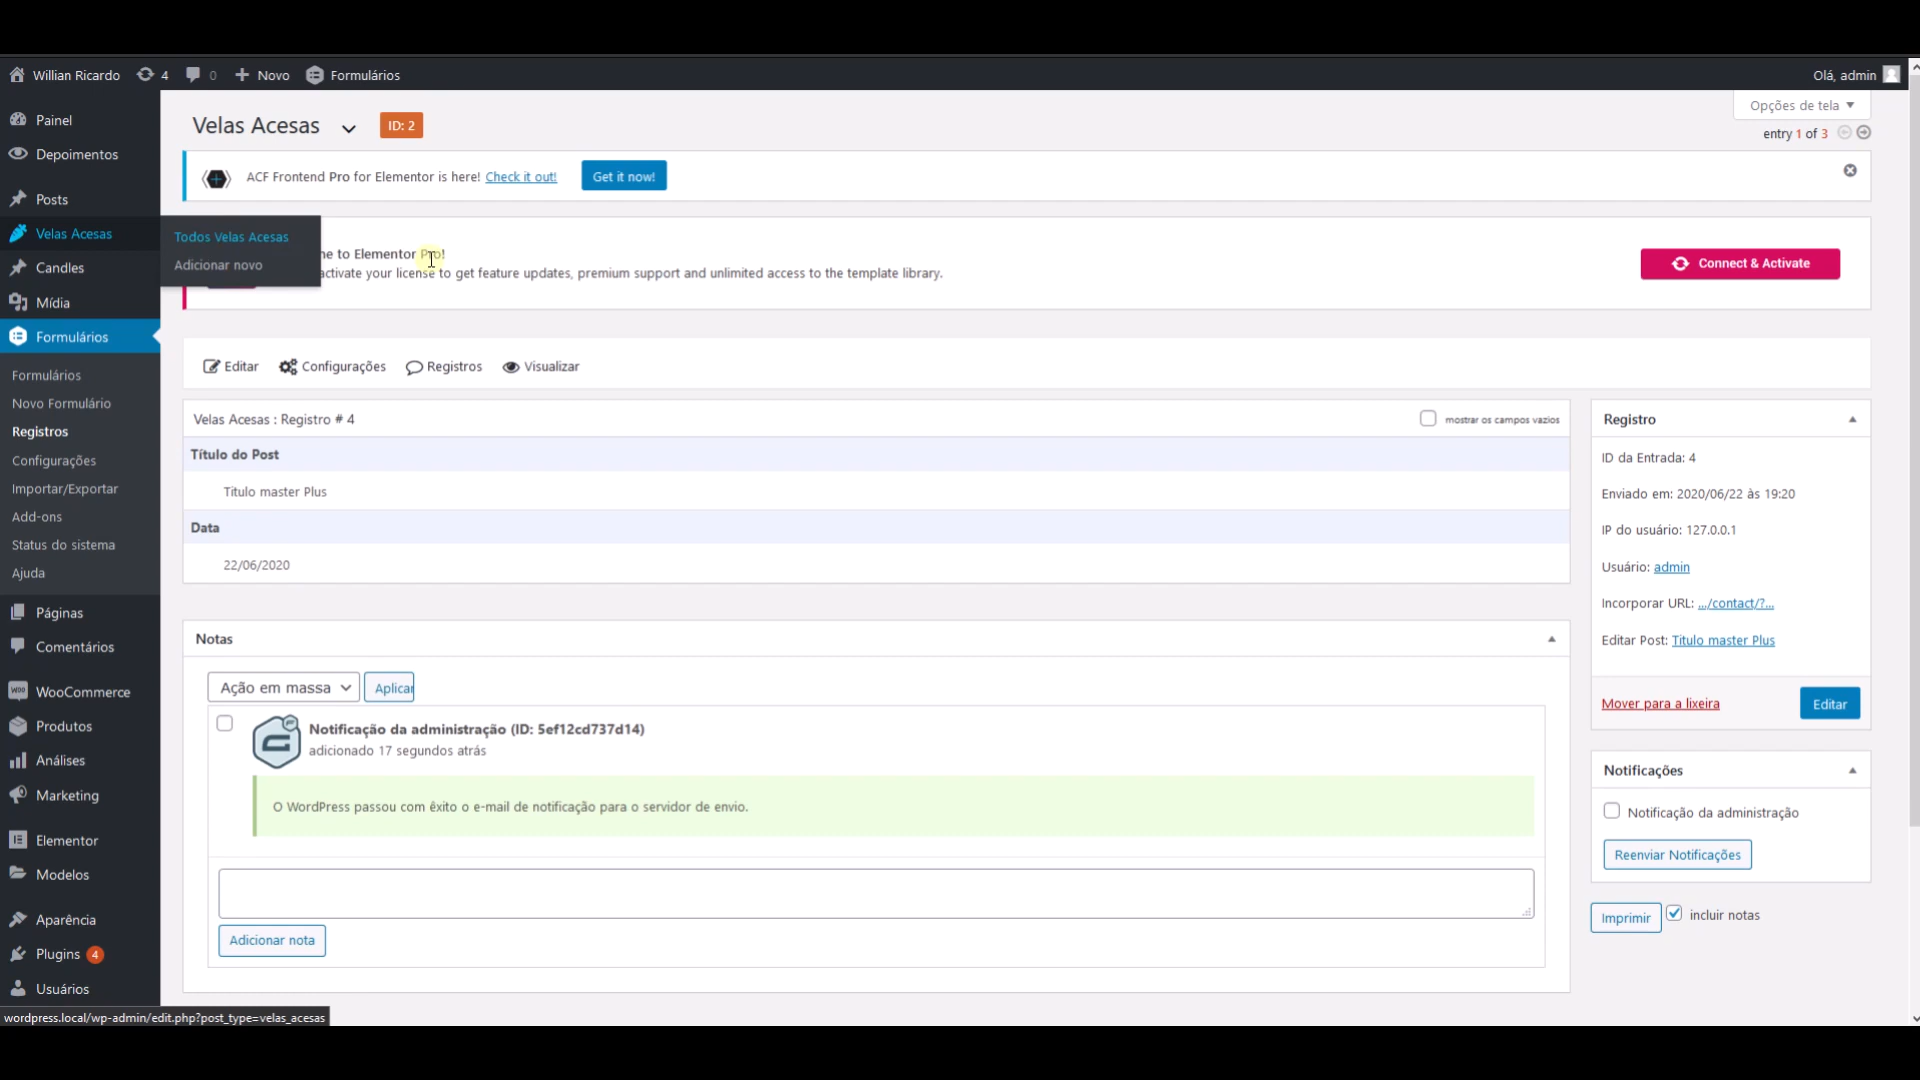 Willian Ricardo
4
0
Novo
Formulários
Olá, admin
Painel
Depoimentos
Posts
Velas Acesas
Candles
Mídia
Formulários
Formulários
Novo Formulário
Registros
Configurações
Importar/Exportar
Add-ons
Status do sistema
Ajuda
Páginas
Comentários
WooCommerce
Produtos
Análises
Marketing
Elementor
Modelos
Aparência
Plugins 4
Usuários
Todos Velas Acesas
Adicionar novo
Opções de tela
Velas Acesas
ID: 2
entry 1 of 3
ACF Frontend Pro for Elementor is here! Check it out!
Get it now!
ne to Elementor Pro!
activate your license to get feature updates, premium support and unlimited access to the template library.
Connect & Activate
Editar
Configurações
Registros
Visualizar
Velas Acesas : Registro # 4
mostrar os campos vazios
Título do Post
Titulo master Plus
Data
22/06/2020
Notas
Ação em massa
Aplicar
Notificação da administração (ID: 5ef12cd737d14)
adicionado 17 segundos atrás
O WordPress passou com êxito o e-mail de notificação para o servidor de envio.
Adicionar nota
Registro
ID da Entrada: 4
Enviado em: 2020/06/22 às 19:20
IP do usuário: 127.0.0.1
Usuário: admin
Incorporar URL: .../contact/?...
Editar Post: Titulo master Plus
Mover para a lixeira
Editar
Notificações
Notificação da administração
Reenviar Notificações
Imprimir
incluir notas
wordpress.local/wp-admin/edit.php?post_type=velas_acesas